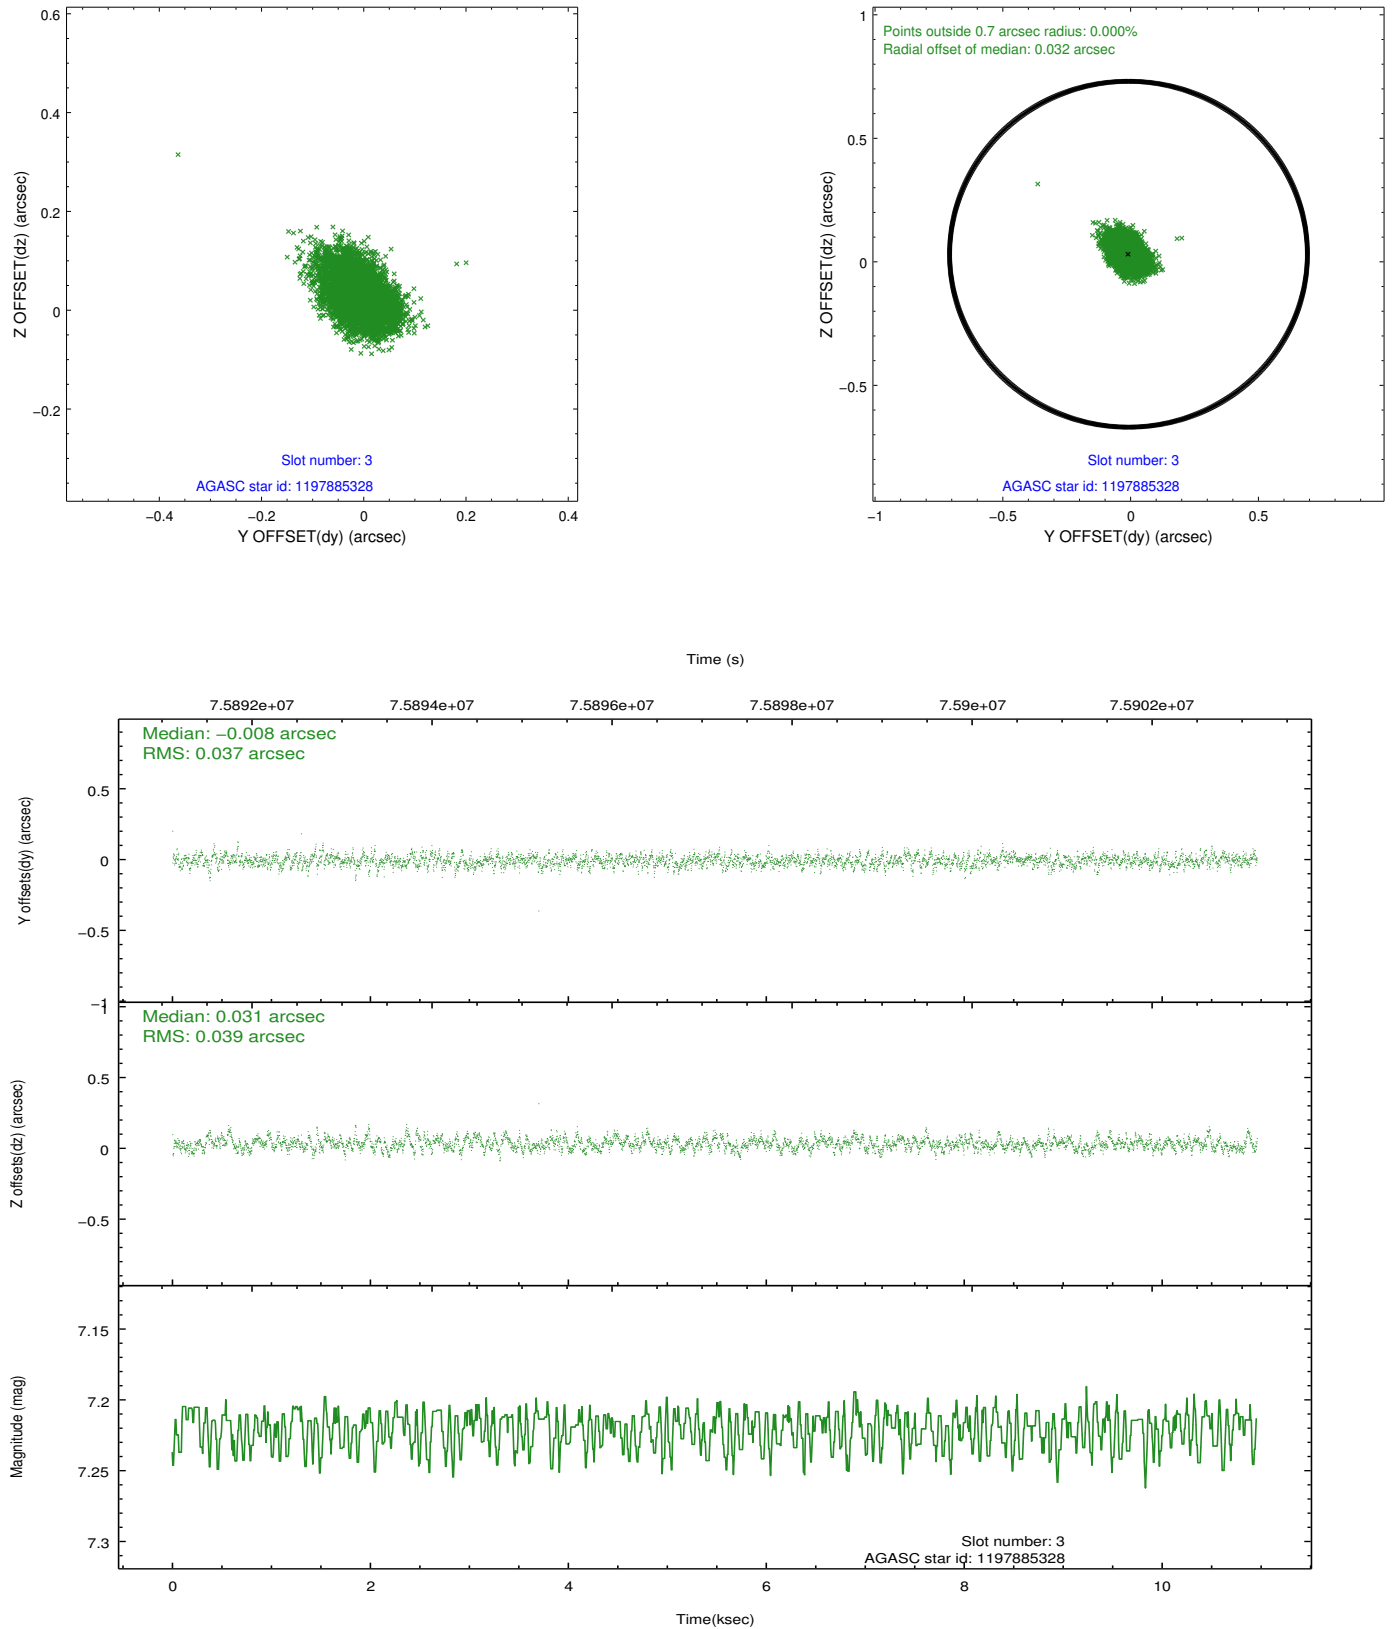 0.6
0.4
0.2
0
−0.2
Z OFFSET(dz) (arcsec)
Slot number: 3
AGASC star id: 1197885328
−0.4
−0.2
0
0.2
0.4
Y OFFSET(dy) (arcsec)
Points outside 0.7 arcsec radius: 0.000%
Radial offset of median: 0.032 arcsec
1
0.5
0
−0.5
Z OFFSET(dz) (arcsec)
Slot number: 3
AGASC star id: 1197885328
−1
−0.5
0
0.5
Y OFFSET(dy) (arcsec)
Time (s)
7.5892e+07
7.5894e+07
7.5896e+07
7.5898e+07
7.59e+07
7.5902e+07
Median: −0.008 arcsec
RMS: 0.037 arcsec
0.5
0
−0.5
−1
Y offsets(dy) (arcsec)
Median: 0.031 arcsec
RMS: 0.039 arcsec
1
0.5
0
−0.5
Z offsets(dz) (arcsec)
7.15
7.2
7.25
7.3
Magnitude (mag)
Slot number: 3
AGASC star id: 1197885328
0
2
4
6
8
10
Time(ksec)